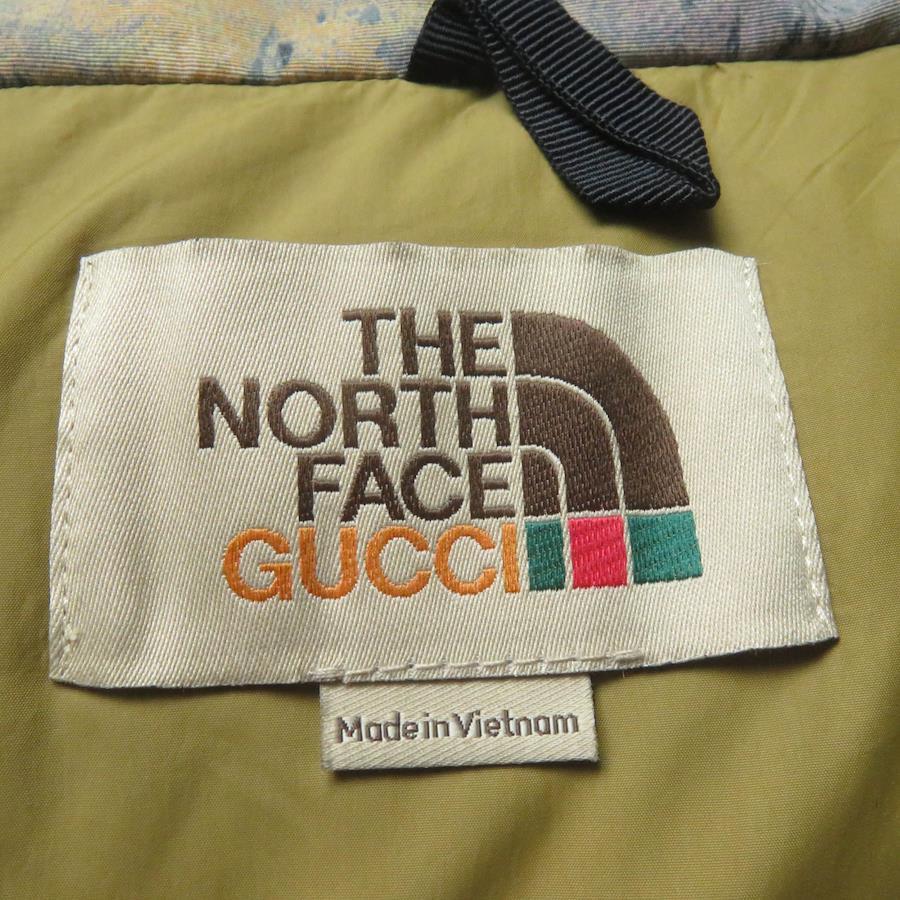 THE
NORTH
FACE
GUCCI
Made in Vietnam